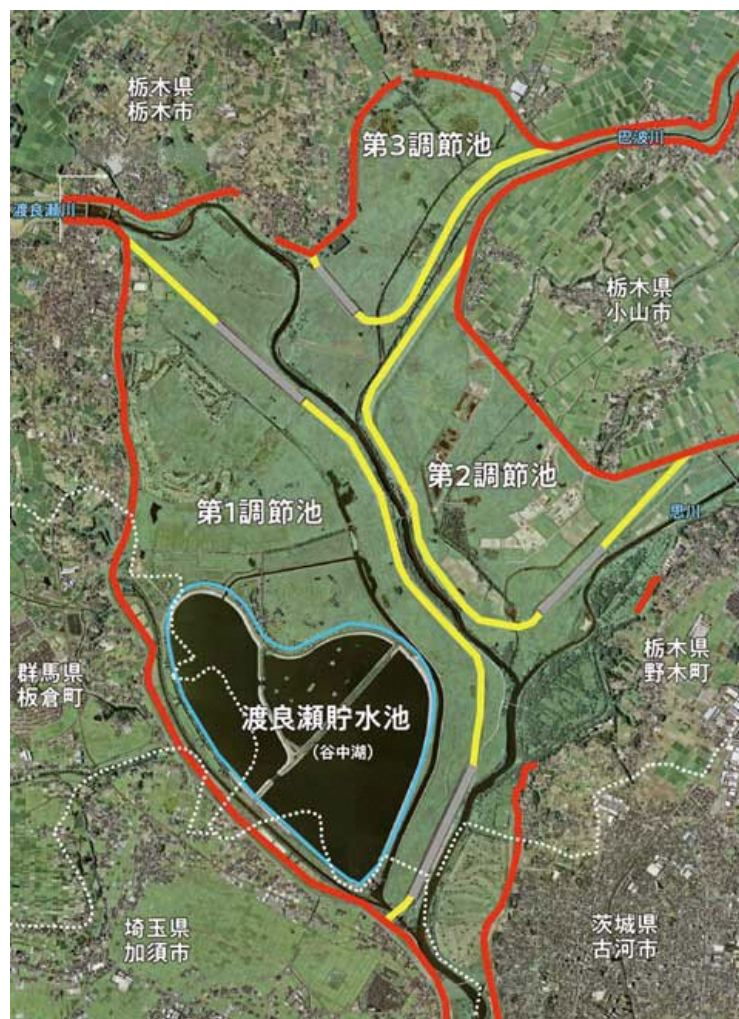 栃木県
栃木市
第3調節池
巴波川
渡良瀬川
栃木県
小山市
第2調節池
第1調節池
思川
栃木県
野木町
群馬県
板倉町
渡良瀬貯水池
(谷中湖)
埼玉県
加須市
茨城県
古河市